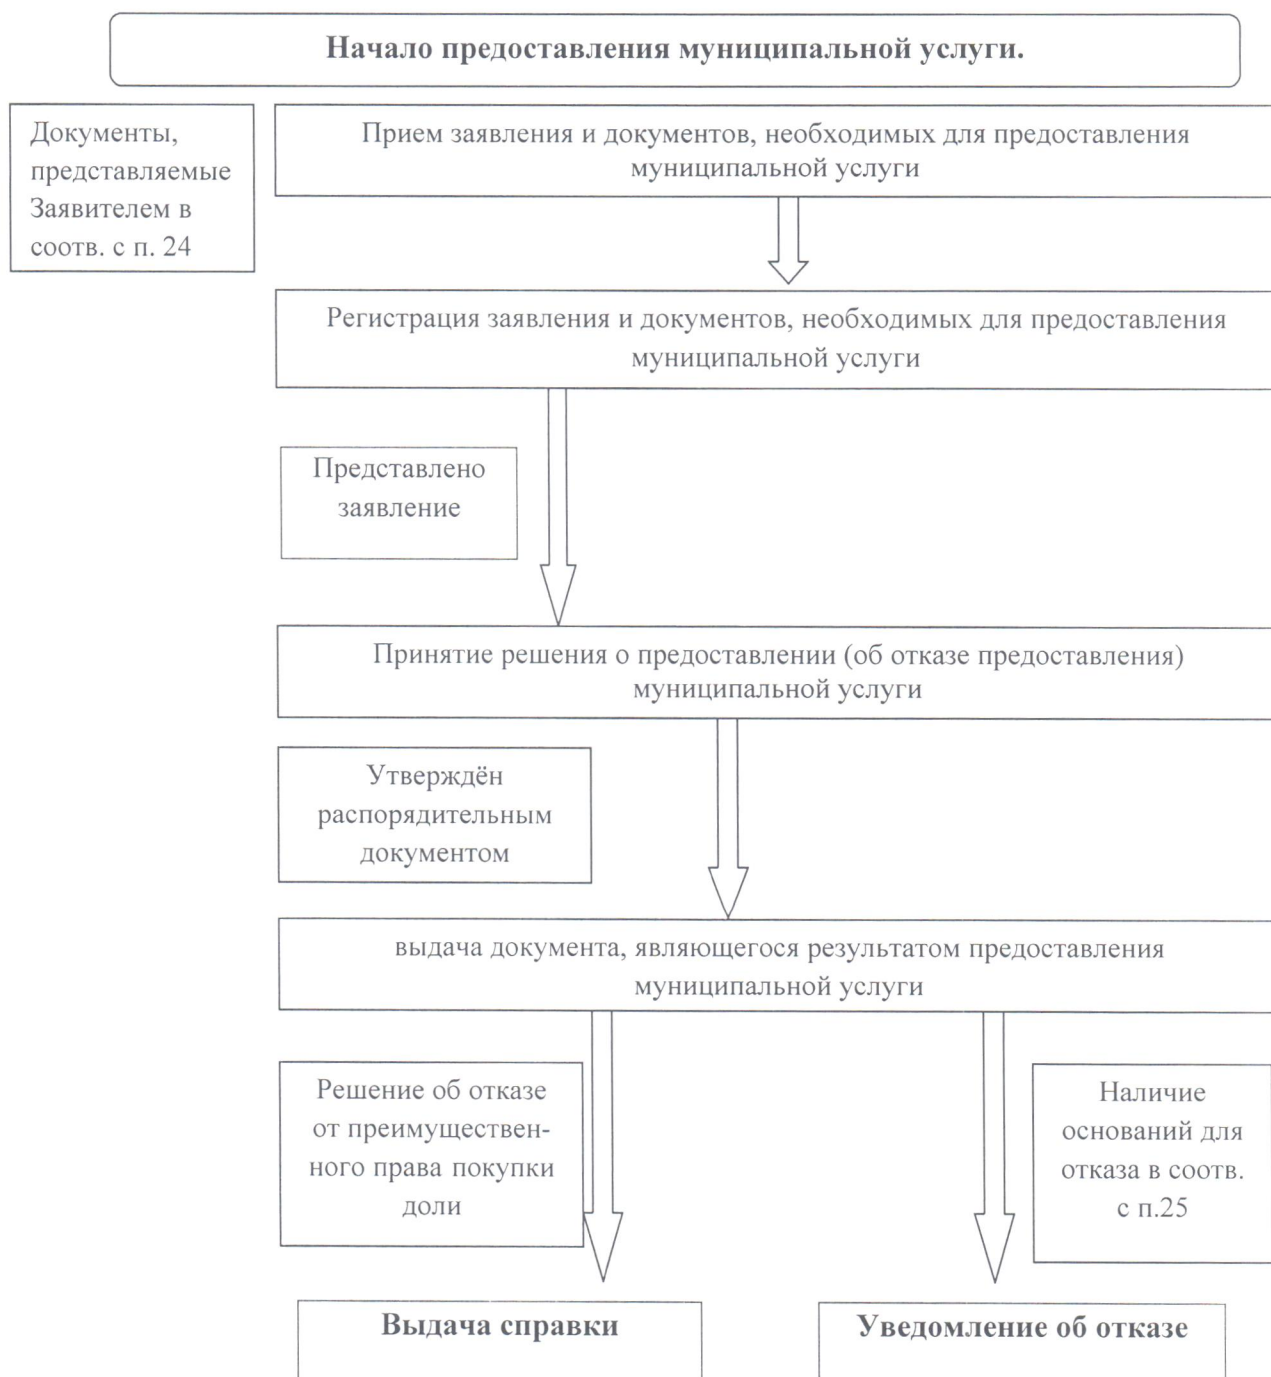 Начало предоставления муниципальной услуги.
Документы,
представляемые
Заявителем в
соотв. с п. 24
Прием заявления и документов, необходимых для предоставления
муниципальной услуги
Регистрация заявления и документов, необходимых для предоставления
муниципальной услуги
Представлено
заявление
Принятие решения о предоставлении (об отказе предоставления)
муниципальной услуги
Утверждён
распорядительным
документом
выдача документа, являющегося результатом предоставления
муниципальной услуги
Решение об отказе
от преимуществен-
ного права покупки
доли
Наличие
оснований для
отказа в соотв.
с п.25
Выдача справки
Уведомление об отказе